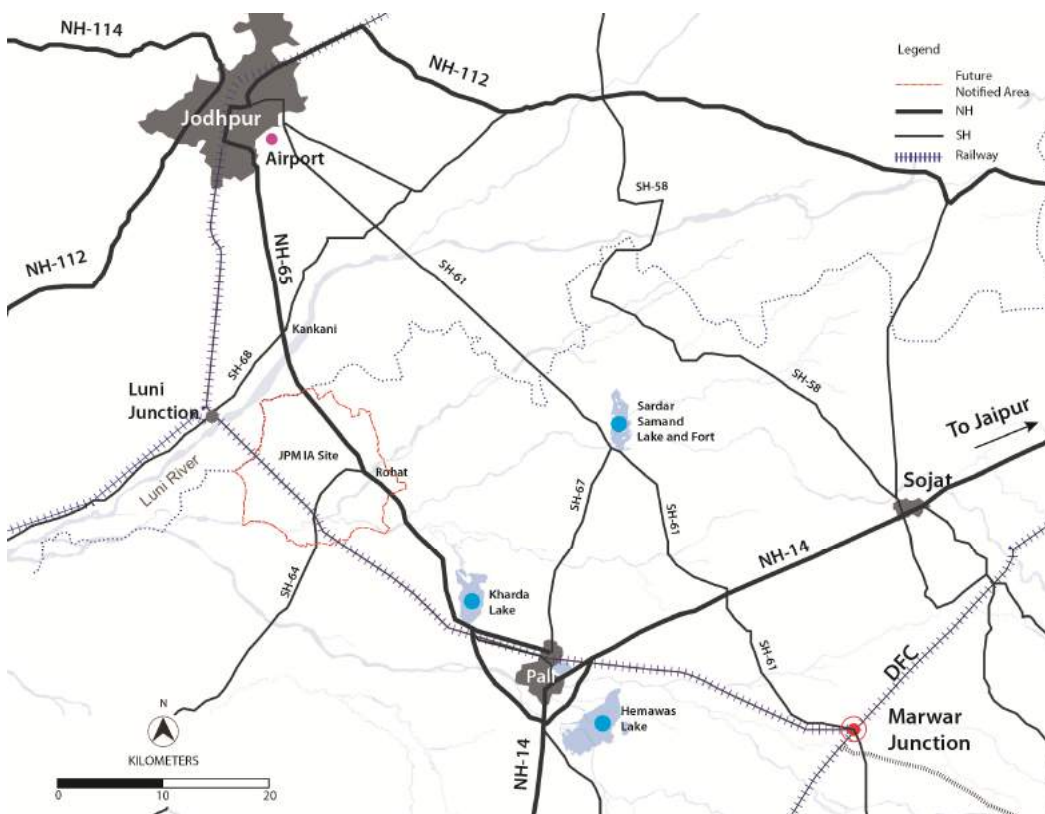 NH-114
NH-112
Legend
Future
Notified Area
NH
SH
Railway
Jodhpur
Airport
SH-58
NH-112
NH-65
SH-61
Kankani
SH-68
Luni
Junction
SH-58
Sardar
Samand
Lake and Fort
To Jaipur
JPM IA Site
Rohat
Luni River
Sojat
SH-67
SH-61
NH-14
SH-64
Kharda
Lake
SH-61
DFC
Pali
Marwar
Junction
Hemawas
Lake
NH-14
N
KILOMETERS
0
10
20